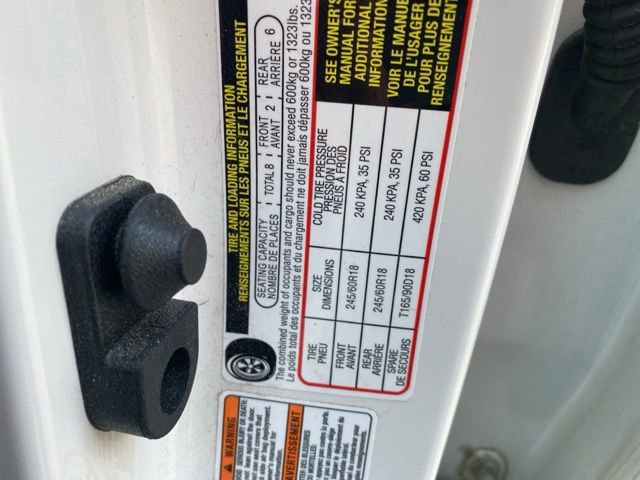 TIRE AND LOADING INFORMATION
RENSEIGNEMENTS SUR LES PNEUS ET LE CHARGEMENT
SEATING CAPACITY TOTAL 8 FRONT 2 REAR 6
NOMBRE DE PLACES AVANT ARRIÈRE
The combined weight of occupants and cargo should never exceed 600kg or 1323lbs.
Le poids total des occupants et du chargement ne doit jamais dépasser 600kg ou 1323
TIRE SIZE COLD TIRE PRESSURE
PNEU DIMENSIONS PRESSION DES
PNEUS A FROID
FRONT 245/60R18 240 KPA, 35 PSI
AVANT
REAR 245/60R18 240 KPA, 35 PSI
ARRIÈRE
SPARE T165/90D18 420 KPA, 60 PSI
DE SECOURS
SEE OWNER'S
MANUAL FOR
ADDITIONAL
INFORMATION
VOIR LE MANUEL
DE L'USAGER
POUR PLUS DE
RENSEIGNEMENTS
WARNING
AVERTISSEMENT